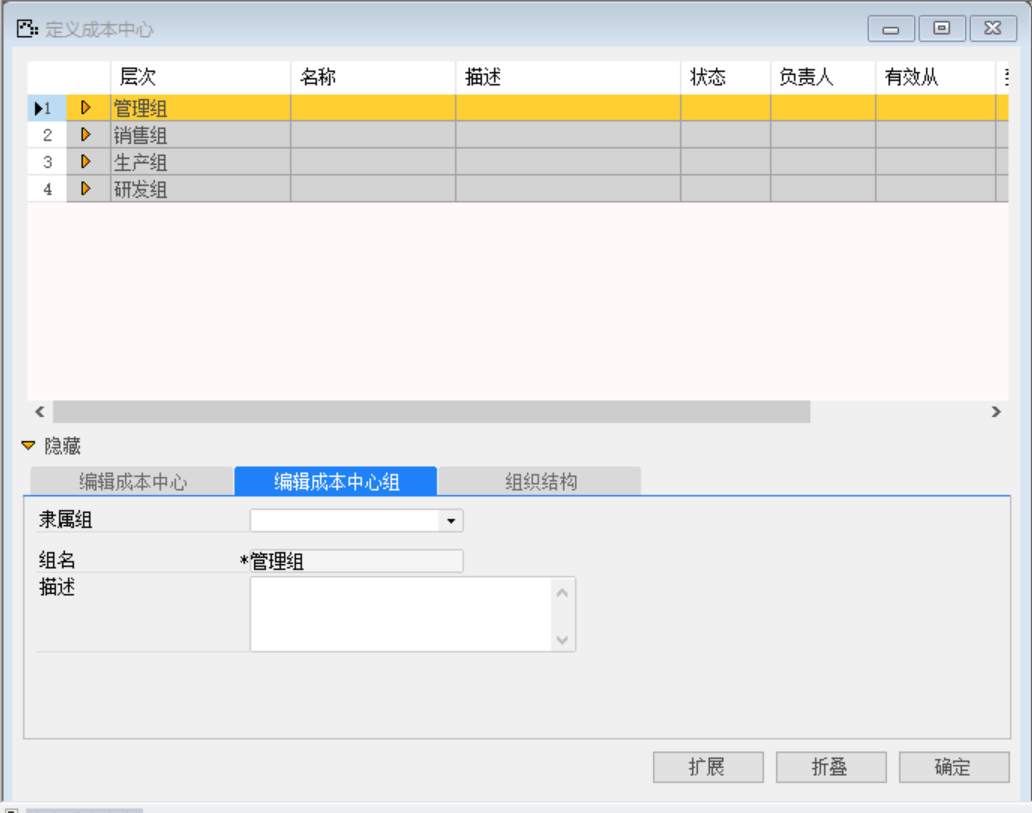 定义成本中心
层次 名称 描述 状态 负责人 有效从
1 管理组
2 销售组
3 生产组
4 研发组
隐藏
编辑成本中心 编辑成本中心组 组织结构
隶属组
组名 *管理组
描述
扩展 折叠 确定